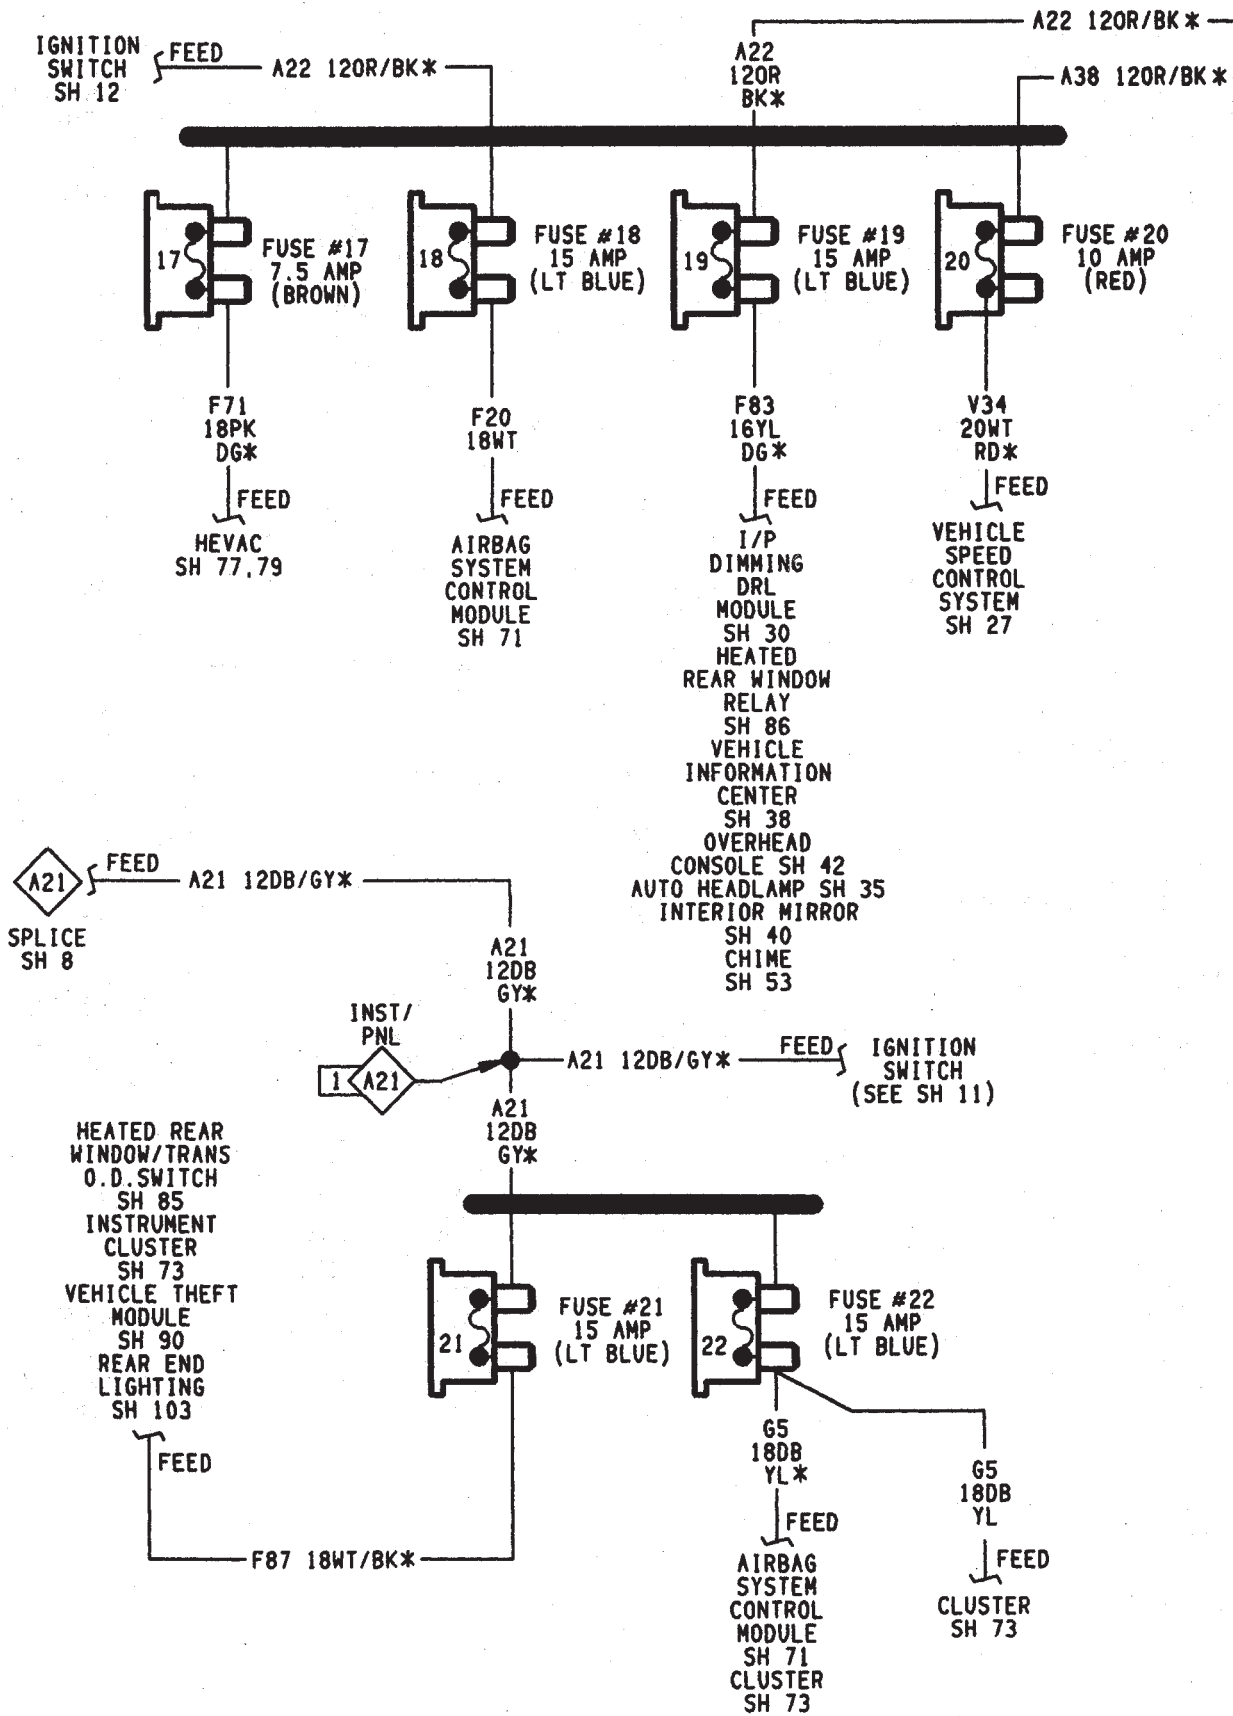 A22 12OR/BK*
IGNITION
SWITCH
SH 12
FEED
A22 12OR/BK*
A22
12OR
BK*
A38 12OR/BK*
17
FUSE #17
7.5 AMP
(BROWN)
18
FUSE #18
15 AMP
(LT BLUE)
19
FUSE #19
15 AMP
(LT BLUE)
20
FUSE #20
10 AMP
(RED)
F71
18PK
DG*
FEED
HEVAC
SH 77,79
F20
18WT
FEED
AIRBAG
SYSTEM
CONTROL
MODULE
SH 71
F83
16YL
DG*
FEED
I/P
DIMMING
DRL
MODULE
SH 30
HEATED
REAR WINDOW
RELAY
SH 86
VEHICLE
INFORMATION
CENTER
SH 38
OVERHEAD
CONSOLE SH 42
AUTO HEADLAMP SH 35
INTERIOR MIRROR
SH 40
CHIME
SH 53
V34
20WT
RD*
FEED
VEHICLE
SPEED
CONTROL
SYSTEM
SH 27
A21
FEED
A21 12DB/GY*
SPLICE
SH 8
A21
12DB
GY*
INST/
PNL
1
A21
A21 12DB/GY*
FEED
IGNITION
SWITCH
(SEE SH 11)
A21
12DB
GY*
HEATED REAR
WINDOW/TRANS
O.D.SWITCH
SH 85
INSTRUMENT
CLUSTER
SH 73
VEHICLE THEFT
MODULE
SH 90
REAR END
LIGHTING
SH 103
FEED
F87 18WT/BK*
21
FUSE #21
15 AMP
(LT BLUE)
22
FUSE #22
15 AMP
(LT BLUE)
G5
18DB
YL*
FEED
AIRBAG
SYSTEM
CONTROL
MODULE
SH 71
CLUSTER
SH 73
G5
18DB
YL
FEED
CLUSTER
SH 73